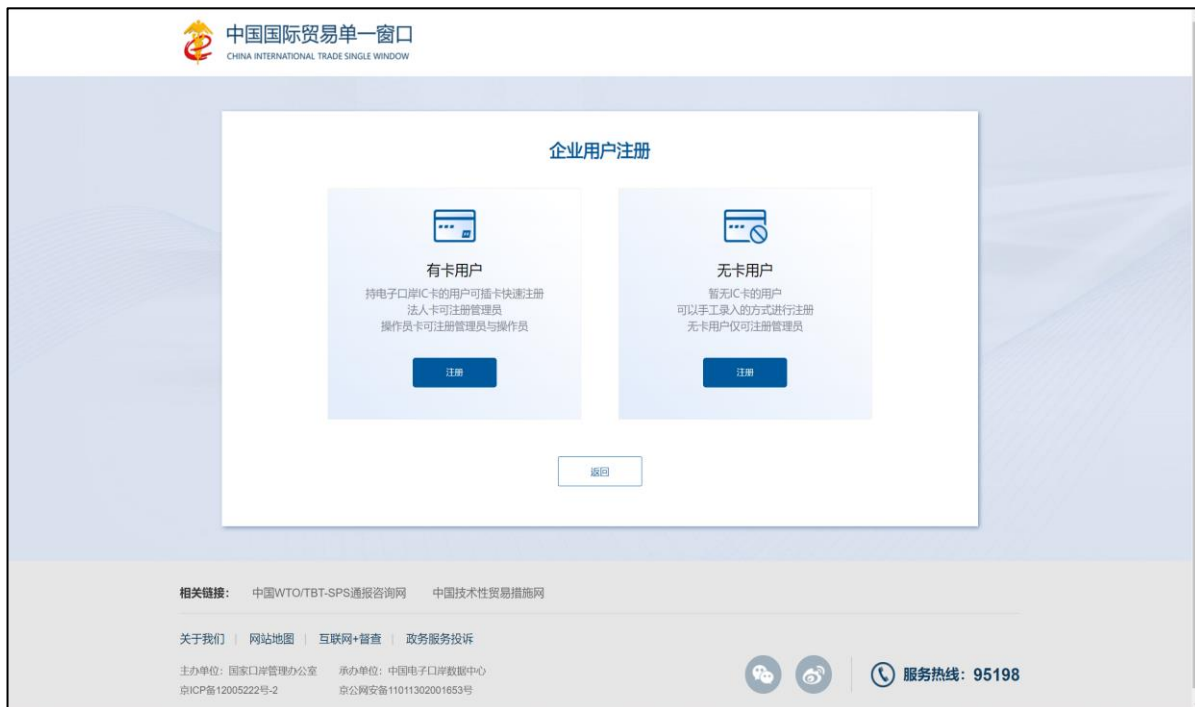 中国国际贸易单一窗口
CHINA INTERNATIONAL TRADE SINGLE WINDOW
企业用户注册
有卡用户
持电子口岸IC卡的用户可插卡快速注册
法人卡可注册管理员
操作员卡可注册管理员与操作员
注册
无卡用户
暂无IC卡的用户
可以手工录入的方式进行注册
无卡用户仅可注册管理员
注册
返回
相关链接： 中国WTO/TBT-SPS通报咨询网 中国技术性贸易措施网
关于我们 | 网站地图 | 互联网+督查 | 政务服务投诉
主办单位：国家口岸管理办公室 承办单位：中国电子口岸数据中心
京ICP备12005222号-2 京公网安备11011302001653号
服务热线：95198